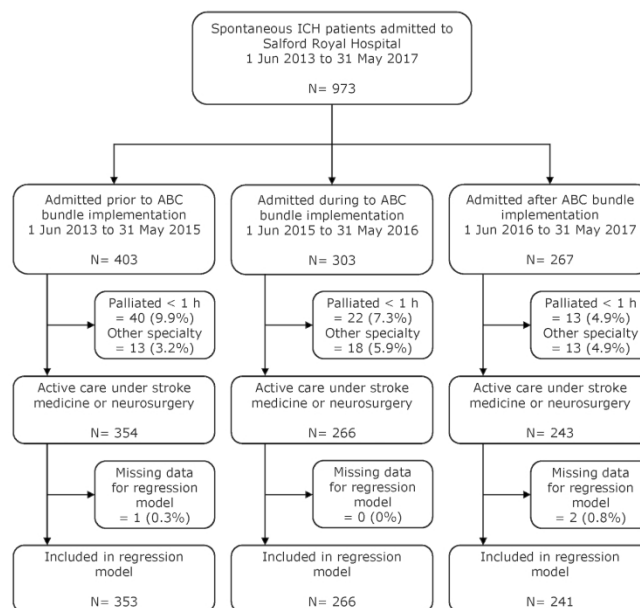 Spontaneous ICH patients admitted to
Salford Royal Hospital
1 Jun 2013 to 31 May 2017
N= 973
Admitted prior to ABC
bundle implementation
1 Jun 2013 to 31 May 2015
N= 403
Admitted during to ABC
bundle implementation
1 Jun 2015 to 31 May 2016
N= 303
Admitted after ABC bundle
implementation
1 Jun 2016 to 31 May 2017
N= 267
Palliated < 1 h
= 40 (9.9%)
Other specialty
= 13 (3.2%)
Palliated < 1 h
= 22 (7.3%)
Other specialty
= 18 (5.9%)
Palliated < 1 h
= 13 (4.9%)
Other specialty
= 13 (4.9%)
Active care under stroke
medicine or neurosurgery
N= 354
Active care under stroke
medicine or neurosurgery
N= 266
Active care under stroke
medicine or neurosurgery
N= 243
Missing data
for regression
model
= 1 (0.3%)
Missing data
for regression
model
= 0 (0%)
Missing data
for regression
model
= 2 (0.8%)
Included in regression
model
N= 353
Included in regression
model
N= 266
Included in regression
model
N= 241